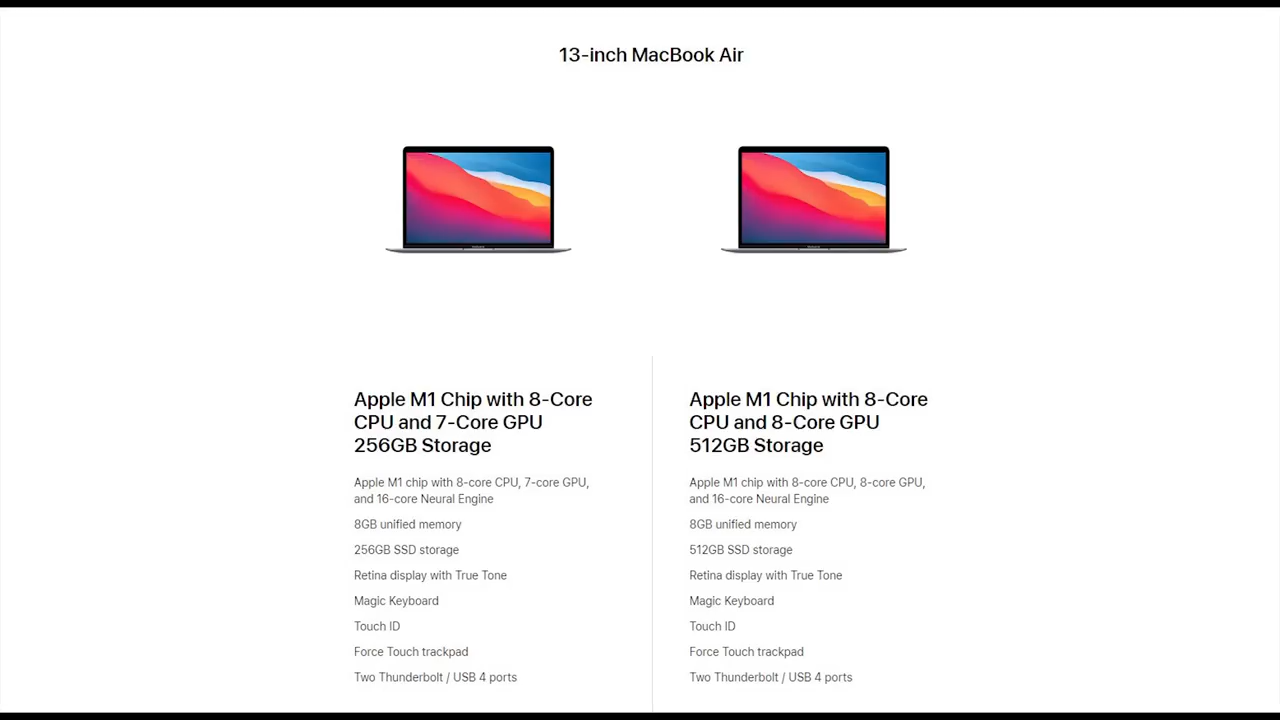 13-inch MacBook Air
Apple M1 Chip with 8-Core
CPU and 7-Core GPU
256GB Storage
Apple M1 chip with 8-core CPU, 7-core GPU,
and 16-core Neural Engine
8GB unified memory
256GB SSD storage
Retina display with True Tone
Magic Keyboard
Touch ID
Force Touch trackpad
Two Thunderbolt / USB 4 ports
Apple M1 Chip with 8-Core
CPU and 8-Core GPU
512GB Storage
Apple M1 chip with 8-core CPU, 8-core GPU,
and 16-core Neural Engine
8GB unified memory
512GB SSD storage
Retina display with True Tone
Magic Keyboard
Touch ID
Force Touch trackpad
Two Thunderbolt / USB 4 ports